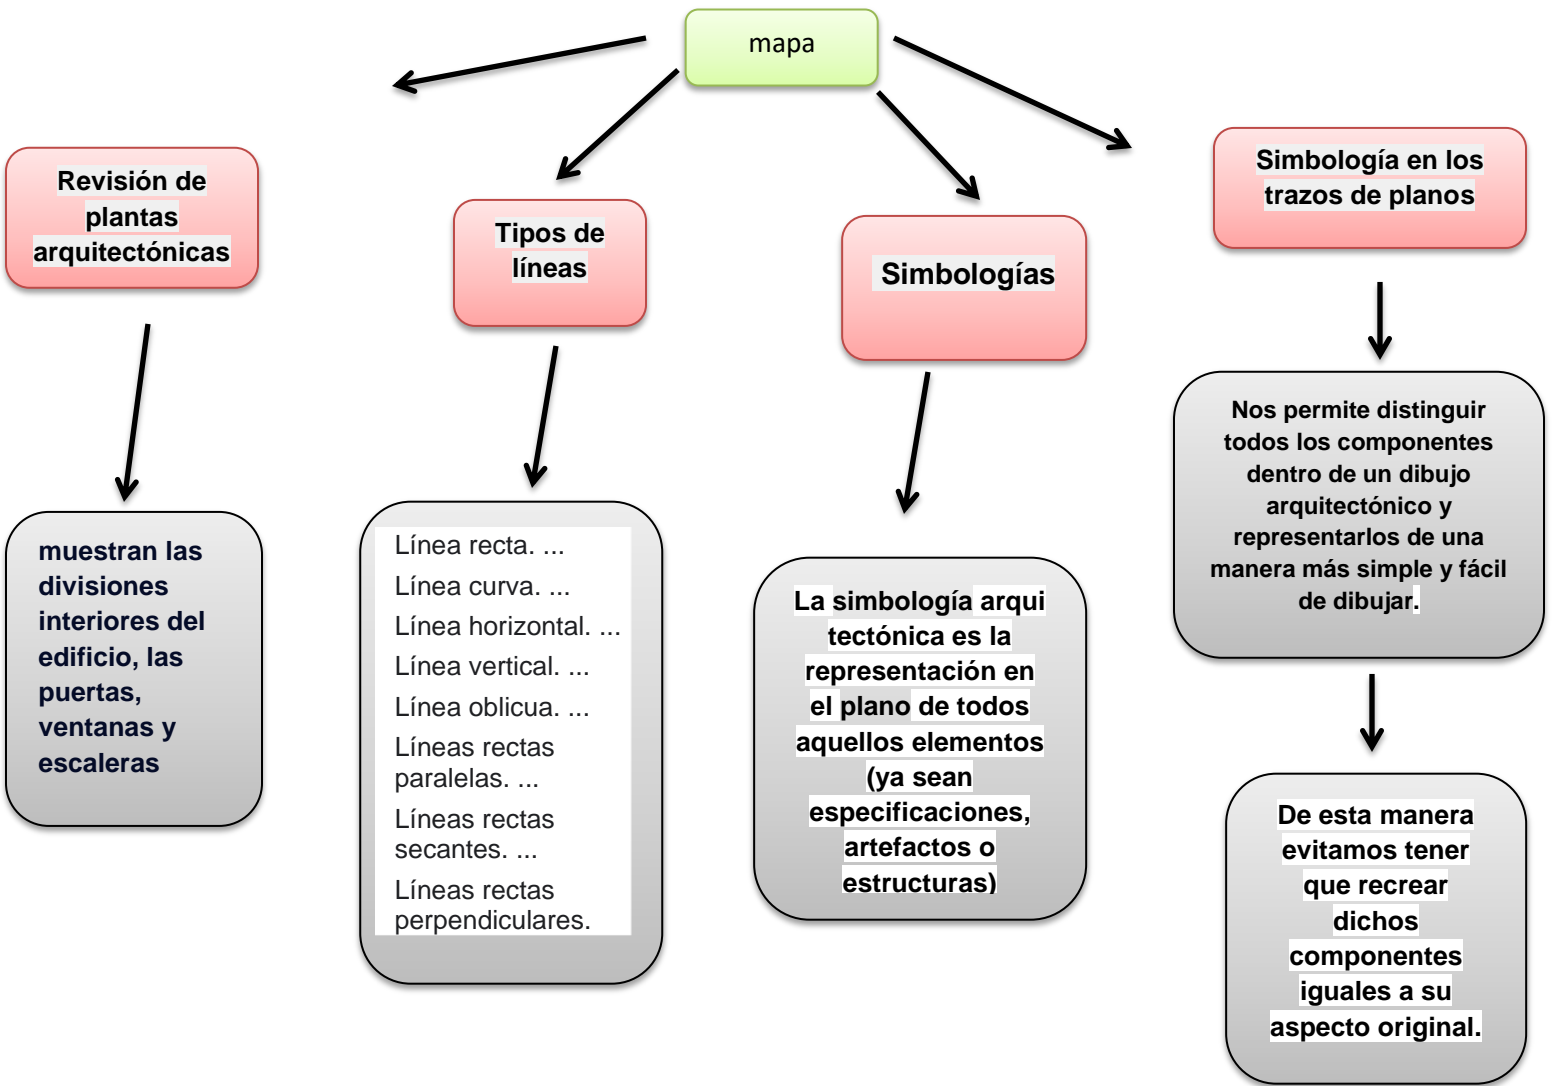 mapa
Revisión de
plantas
arquitectónicas
muestran las
divisiones
interiores del
edificio, las
puertas,
ventanas y
escaleras
Tipos de
líneas
Línea recta. ...
Línea curva. ...
Línea horizontal. ...
Línea vertical. ...
Línea oblicua. ...
Líneas rectas
paralelas. ...
Líneas rectas
secantes. ...
Líneas rectas
perpendiculares.
Simbologías
La simbología arqui
tectónica es la
representación en
el plano de todos
aquellos elementos
(ya sean
especificaciones,
artefactos o
estructuras)
Simbología en los
trazos de planos
Nos permite distinguir
todos los componentes
dentro de un dibujo
arquitectónico y
representarlos de una
manera más simple y fácil
de dibujar.
De esta manera
evitamos tener
que recrear
dichos
componentes
iguales a su
aspecto original.